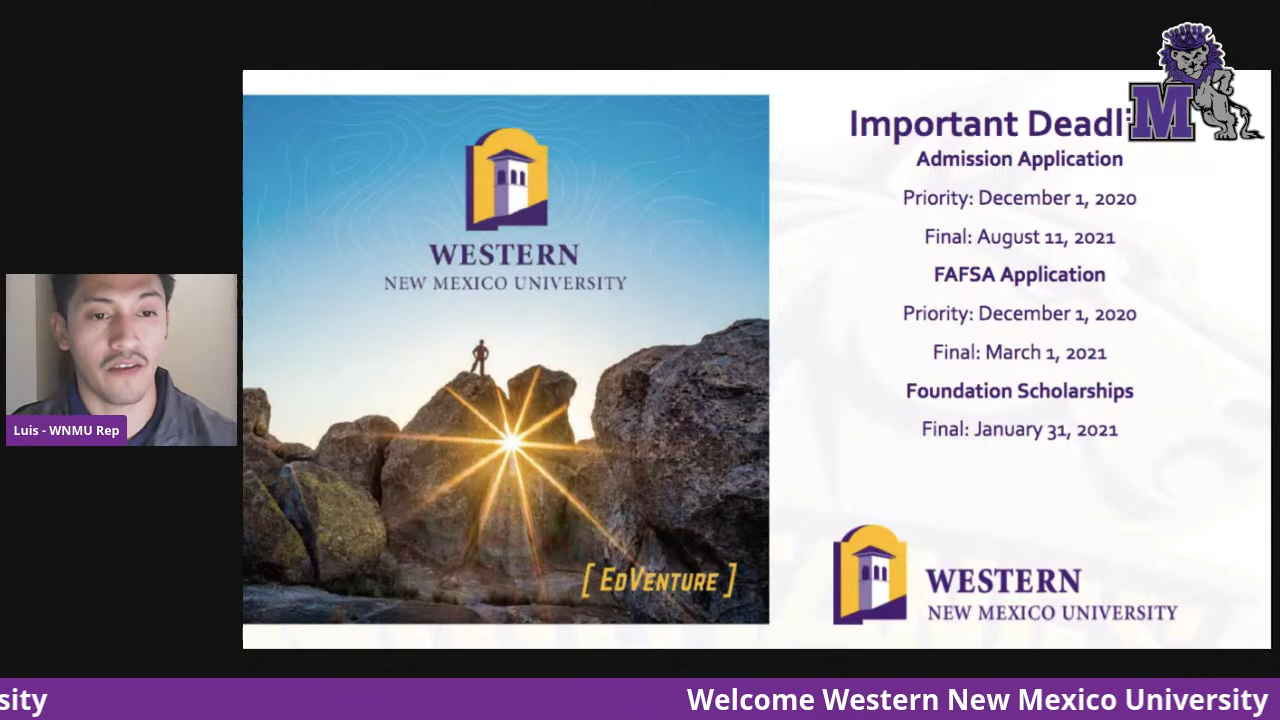 Important Deadli
Admission Application
Priority: December 1, 2020
Final: August 11, 2021
FAFSA Application
Priority: December 1, 2020
Final: March 1, 2021
Foundation Scholarships
Final: January 31, 2021
M
WESTERN
NEW MEXICO UNIVERSITY
[ EDVENTURE ]
Luis - WNMU Rep
WESTERN
NEW MEXICO UNIVERSITY
sity
Welcome Western New Mexico University